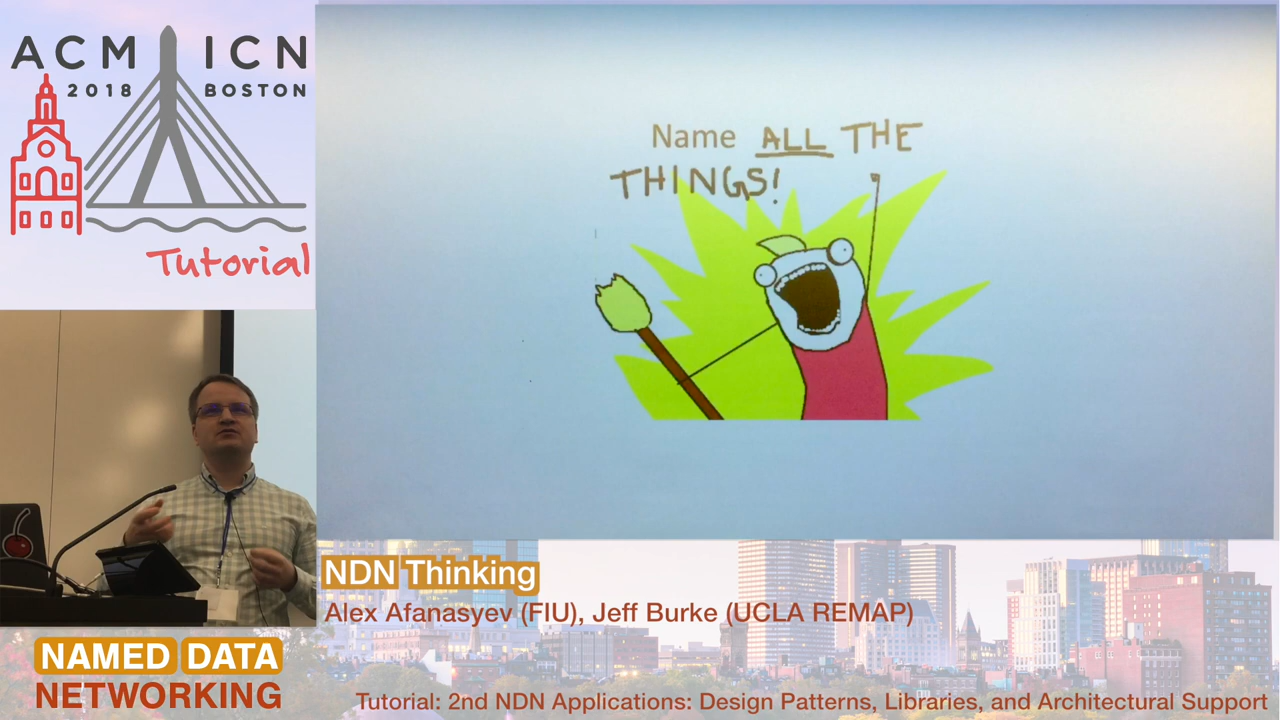 ACM ICN
2018 BOSTON
Tutorial
Name ALL THE
THINGS!
NDN Thinking
Alex Afanasyev (FIU), Jeff Burke (UCLA REMAP)
NAMED DATA
NETWORKING
Tutorial: 2nd NDN Applications: Design Patterns, Libraries, and Architectural Support